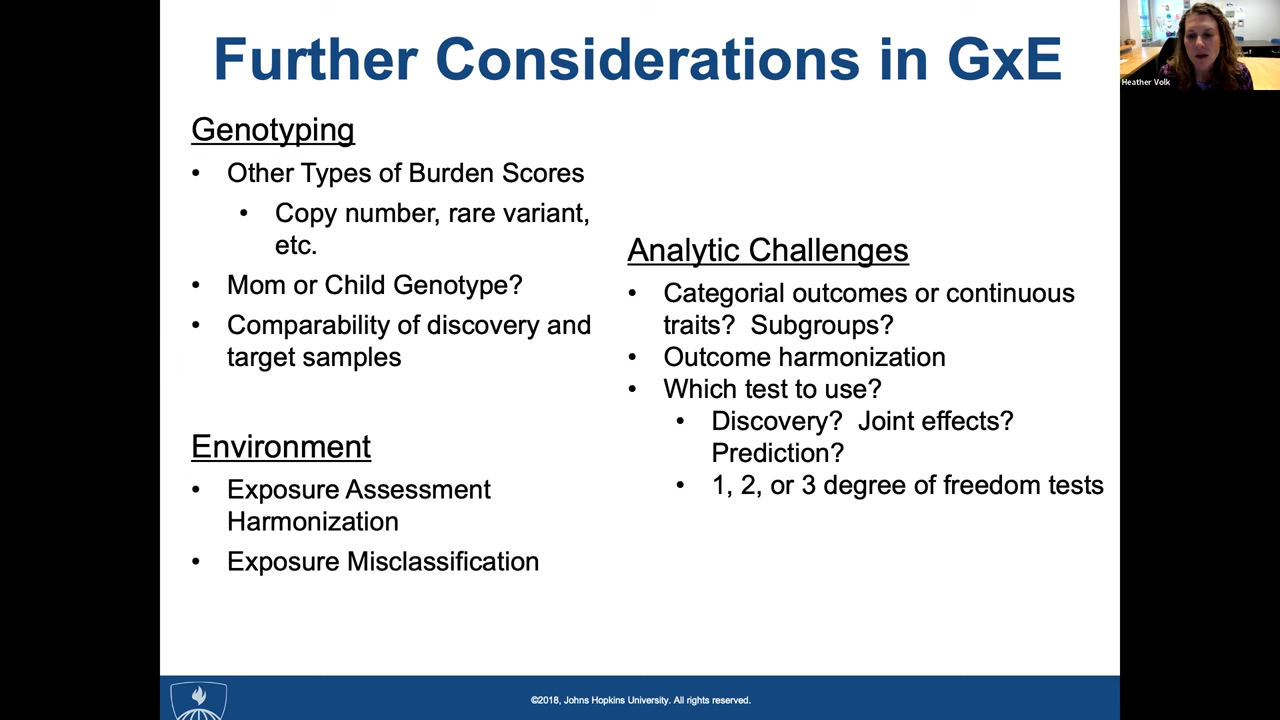 Further Considerations in GxE
Heather Volk
Genotyping
• Other Types of Burden Scores
• Copy number, rare variant,
etc.
• Mom or Child Genotype?
• Comparability of discovery and
target samples
Environment
• Exposure Assessment
Harmonization
• Exposure Misclassification
Analytic Challenges
• Categorial outcomes or continuous
traits? Subgroups?
• Outcome harmonization
• Which test to use?
• Discovery? Joint effects?
Prediction?
• 1, 2, or 3 degree of freedom tests
©2018, Johns Hopkins University. All rights reserved.